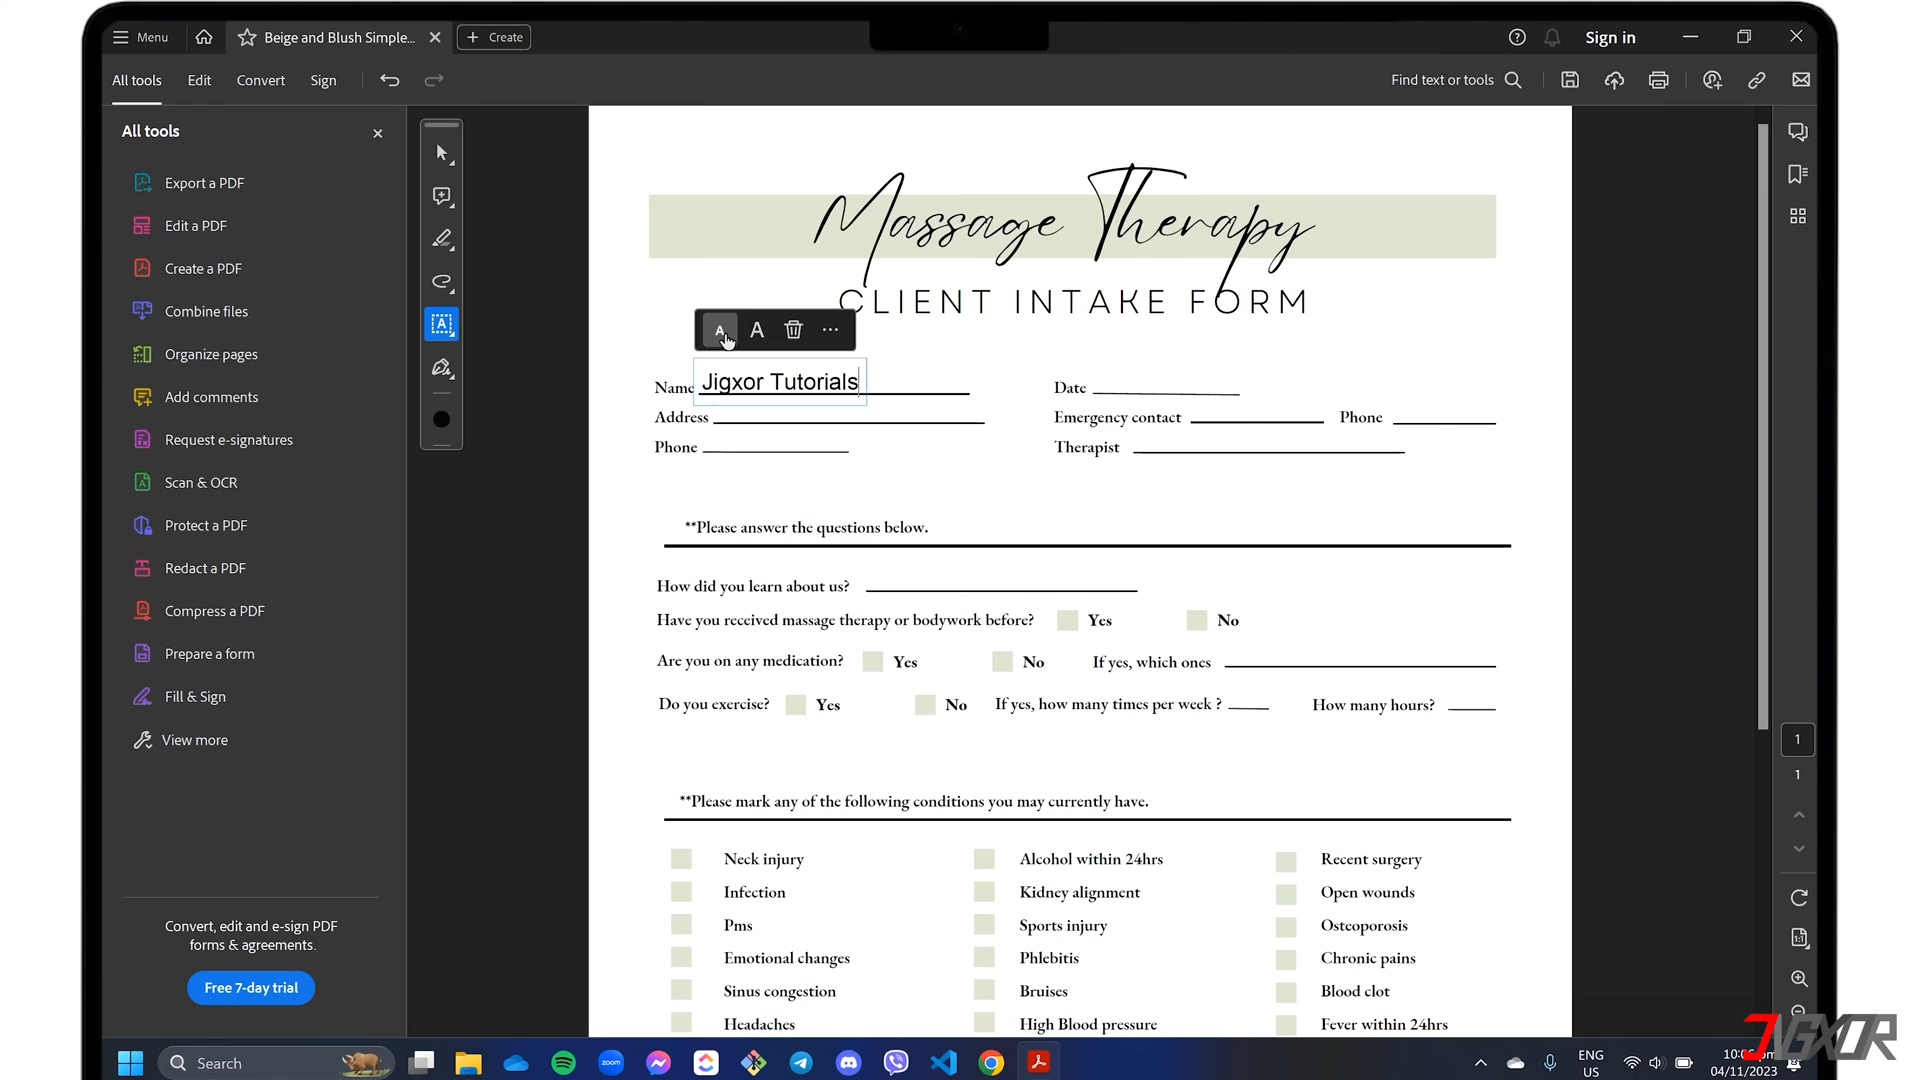 Menu
Beige and Blush Simple...
Create
Sign in
All tools
Edit
Convert
Sign
Find text or tools
All tools
Export a PDF
Edit a PDF
Create a PDF
Combine files
Organize pages
Add comments
Request e-signatures
Scan & OCR
Protect a PDF
Redact a PDF
Compress a PDF
Prepare a form
Fill & Sign
View more
Convert, edit and e-sign PDF
forms & agreements.
Free 7-day trial
Massage Therapy
CLIENT INTAKE FORM
A A ...
Name Jigxor Tutorials
Date
Address
Emergency contact
Phone
Phone
Therapist
**Please answer the questions below.
How did you learn about us?
Have you received massage therapy or bodywork before? Yes No
Are you on any medication? Yes No If yes, which ones
Do you exercise? Yes No If yes, how many times per week ? How many hours?
**Please mark any of the following conditions you may currently have.
Neck injury Alcohol within 24hrs Recent surgery
Infection Kidney alignment Open wounds
Pms Sports injury Osteoporosis
Emotional changes Phlebitis Chronic pains
Sinus congestion Bruises Blood clot
Headaches High Blood pressure Fever within 24hrs
1
1
1:1
JIGXOR
Search
zoom
ENG
US
04/11/2023